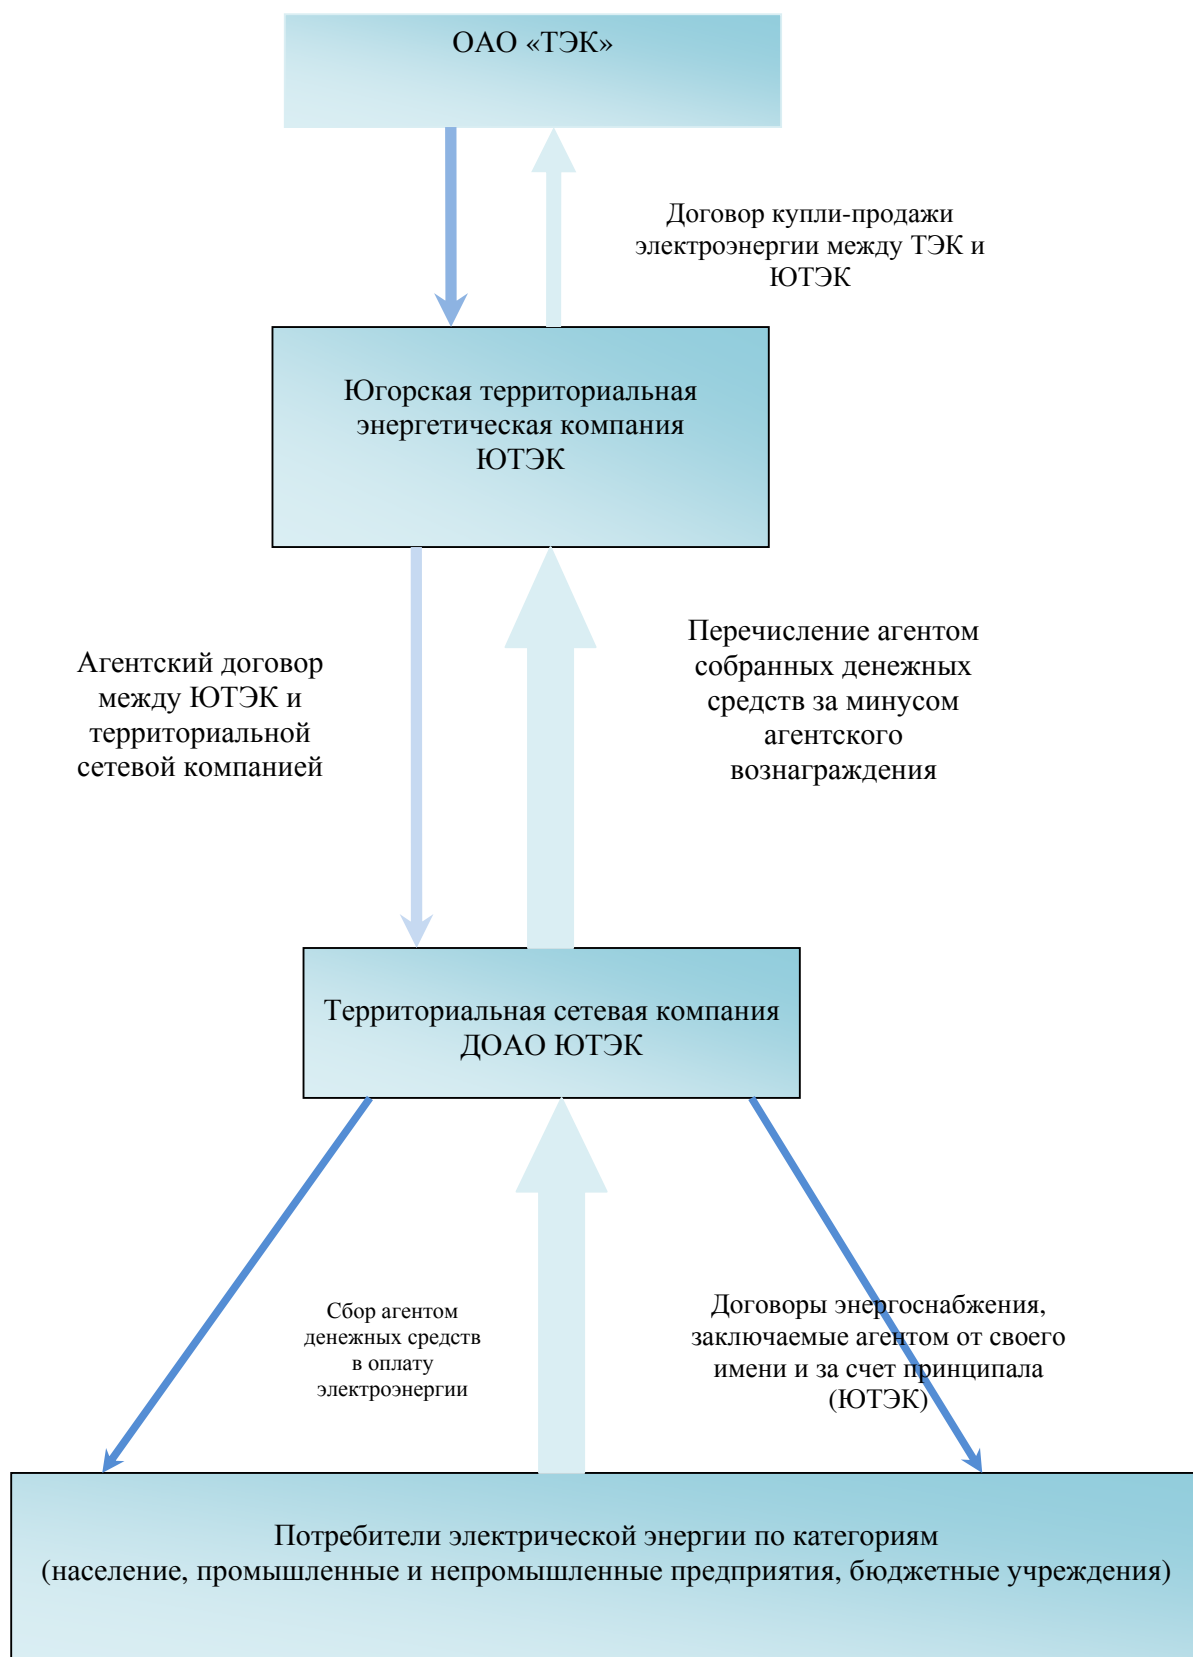 ОАО «ТЭК»
Договор купли-продажи
электроэнергии между ТЭК и
ЮТЭК
Югорская территориальная
энергетическая компания
ЮТЭК
Агентский договор
между ЮТЭК и
территориальной
сетевой компанией
Перечисление агентом
собранных денежных
средств за минусом
агентского
вознаграждения
Территориальная сетевая компания
ДОАО ЮТЭК
Сбор агентом
денежных средств
в оплату
электроэнергии
Договоры энергоснабжения,
заключаемые агентом от своего
имени и за счет принципала
(ЮТЭК)
Потребители электрической энергии по категориям
(население, промышленные и непромышленные предприятия, бюджетные учреждения)